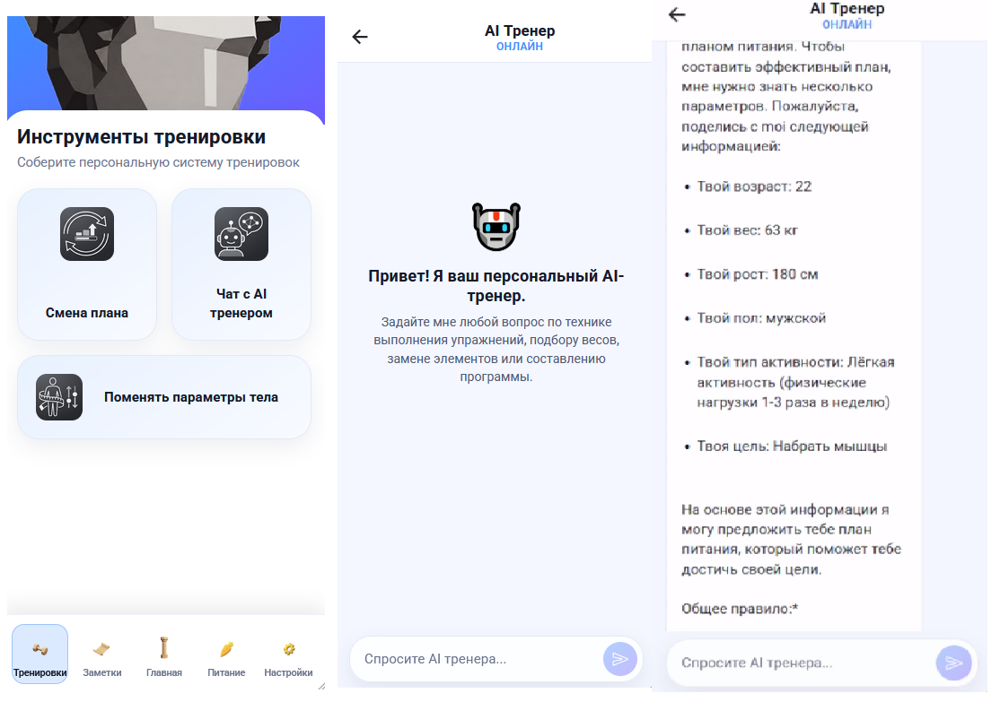 Инструменты тренировки
Соберите персональную систему тренировок
Смена плана
Чат с AI
тренером
Поменять параметры тела
Тренировки
Заметки
Главная
Питание
Настройки
AI Тренер
ОНЛАЙН
Привет! Я ваш персональный AI-
тренер.
Задайте мне любой вопрос по технике
выполнения упражнений, подбору весов,
замене элементов или составлению
программы.
Спросите AI тренера...
AI Тренер
ОНЛАЙН
планом питания. Чтобы
составить эффективный план,
мне нужно знать несколько
параметров. Пожалуйста,
поделись с moi следующей
информацией:
• Твой возраст: 22
• Твой вес: 63 кг
• Твой рост: 180 см
• Твой пол: мужской
• Твой тип активности: Лёгкая
активность (физические
нагрузки 1-3 раза в неделю)
• Твоя цель: Набрать мышцы
На основе этой информации я
могу предложить тебе план
питания, который поможет тебе
достичь своей цели.
Общее правило:*
Спросите AI тренера...